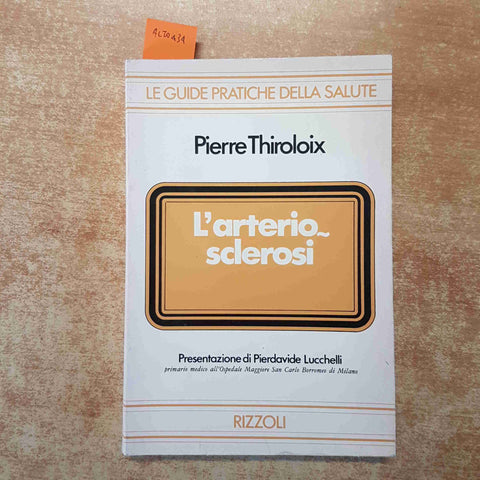 LE GUIDE PRATICHE DELLA SALUTE
Pierre Thiroloix
L'arterio~
sclerosi
Presentazione di Pierdavide Lucchelli
primario medico all'Ospedale Maggiore San Carlo Borromeo di Milano
RIZZOLI